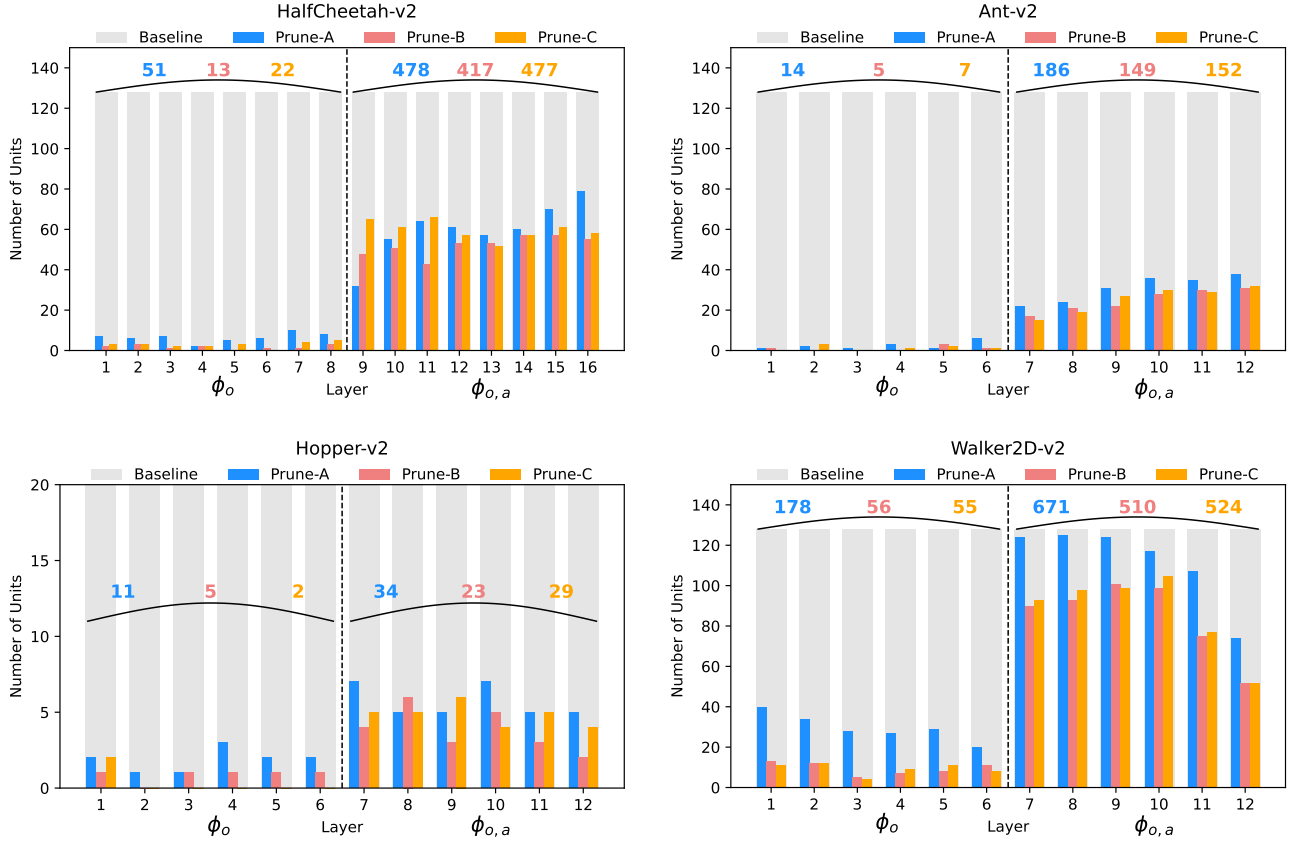 HalfCheetah-v2
Baseline Prune-A Prune-B Prune-C
51 13 22 478 417 477
Number of Units
140
120
100
80
60
40
20
0
1 2 3 4 5 6 7 8 9 10 11 12 13 14 15 16
ϕo Layer ϕo,a
Ant-v2
Baseline Prune-A Prune-B Prune-C
14 5 7 186 149 152
Number of Units
140
120
100
80
60
40
20
0
1 2 3 4 5 6 7 8 9 10 11 12
ϕo Layer ϕo,a
Hopper-v2
Baseline Prune-A Prune-B Prune-C
Number of Units
20
15
10
5
0
11 5 2 34 23 29
1 2 3 4 5 6 7 8 9 10 11 12
ϕo Layer ϕo,a
Walker2D-v2
Baseline Prune-A Prune-B Prune-C
178 56 55 671 510 524
Number of Units
140
120
100
80
60
40
20
0
1 2 3 4 5 6 7 8 9 10 11 12
ϕo Layer ϕo,a